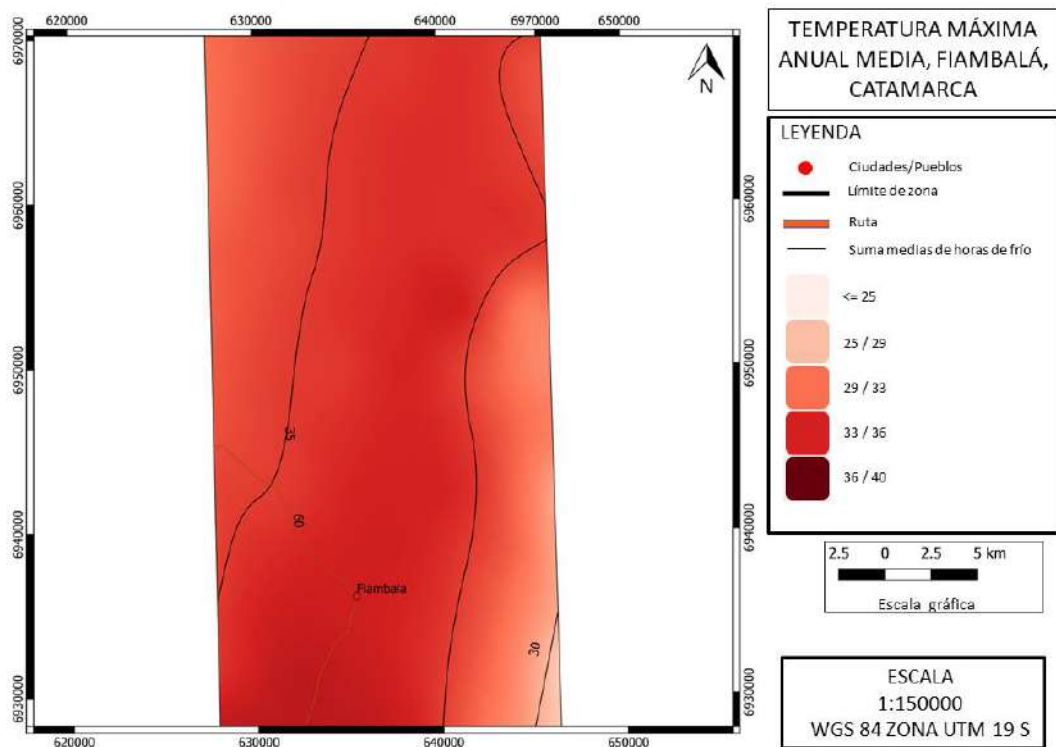 620000 630000 640000 6970000 650000
6970000
6960000
6950000
6940000
6930000
35
60
Fiambala
30
6960000
6950000
6940000
6930000
620000 630000 640000 650000
N
TEMPERATURA MÁXIMA
ANUAL MEDIA, FIAMBALÁ,
CATAMARCA
LEYENDA
Ciudades/Pueblos
Límite de zona
Ruta
Suma medias de horas de frío
<= 25
25 / 29
29 / 33
33 / 36
36 / 40
2.5 0 2.5 5 km
Escala gráfica
ESCALA
1:150000
WGS 84 ZONA UTM 19 S